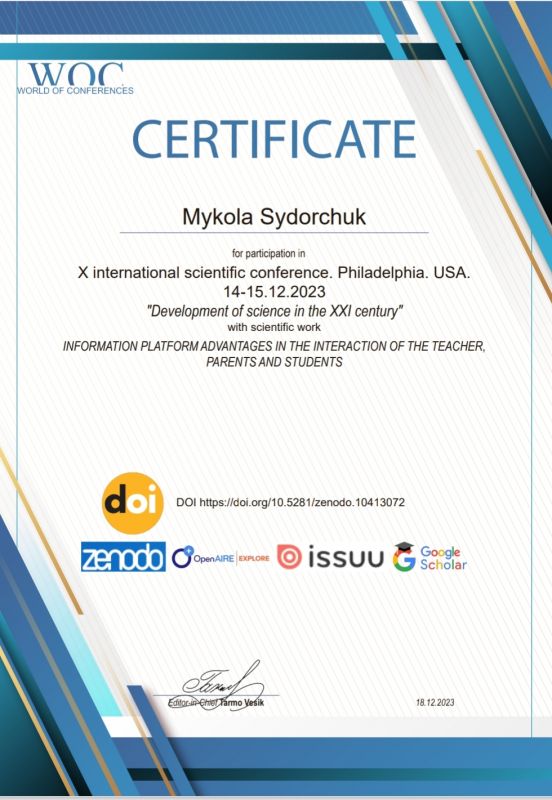 WOC
WORLD OF CONFERENCES
CERTIFICATE
Mykola Sydorchuk
for participation in
X international scientific conference. Philadelphia. USA.
14-15.12.2023
"Development of science in the XXI century"
with scientific work
INFORMATION PLATFORM ADVANTAGES IN THE INTERACTION OF THE TEACHER,
PARENTS AND STUDENTS
doi
DOI https://doi.org/10.5281/zenodo.10413072
zenodo OpenAIRE | EXPLORE issuu Google
Scholar
Editor-in-Chief Tarmo Vesik 18.12.2023